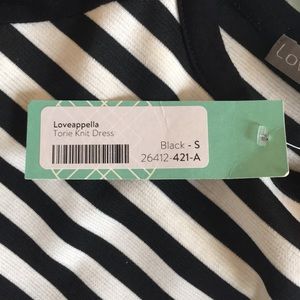 Loveappella
Torie Knit Dress
Black - S
26412-421-A